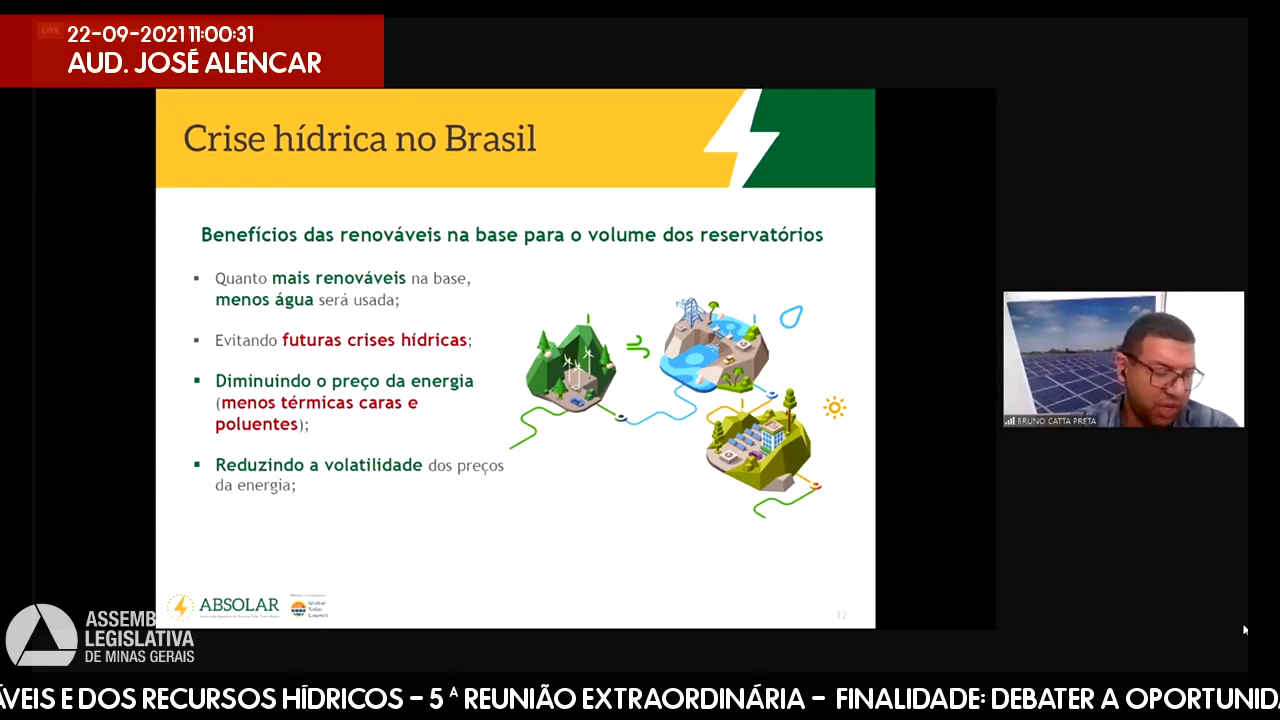 LIVE
22-09-2021 11:00:31
AUD. JOSÉ ALENCAR
Crise hídrica no Brasil
Benefícios das renováveis na base para o volume dos reservatórios
▪ Quanto mais renováveis na base,
menos água será usada;
▪ Evitando futuras crises hídricas;
▪ Diminuindo o preço da energia
(menos térmicas caras e
poluentes);
▪ Reduzindo a volatilidade dos preços
da energia;
BRUNO CATTA PRETA
ABSOLAR
Global
Solar
Council
12
ASSEMB
LEGISLATIVA
DE MINAS GERAIS
ÁVEIS E DOS RECURSOS HÍDRICOS - 5 ª REUNIÃO EXTRAORDINÁRIA - FINALIDADE: DEBATER A OPORTUNIDA